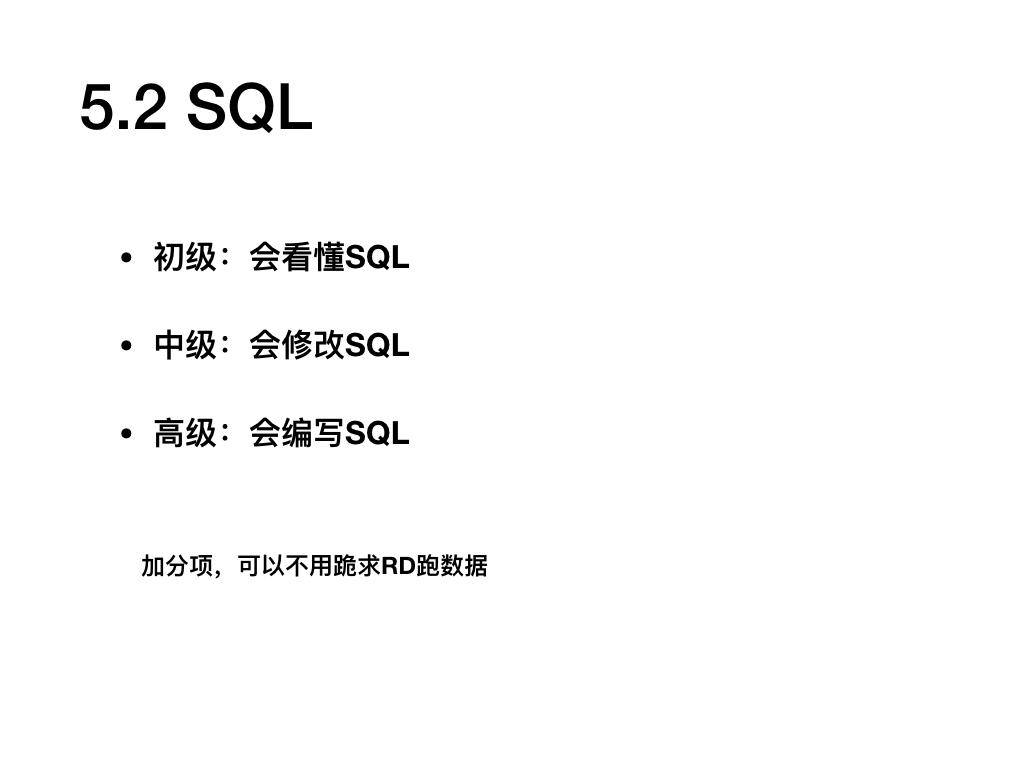 5.2 SQL
• 初级：会看懂SQL
• 中级：会修改SQL
• 高级：会编写SQL
加分项，可以不用跪求RD跑数据